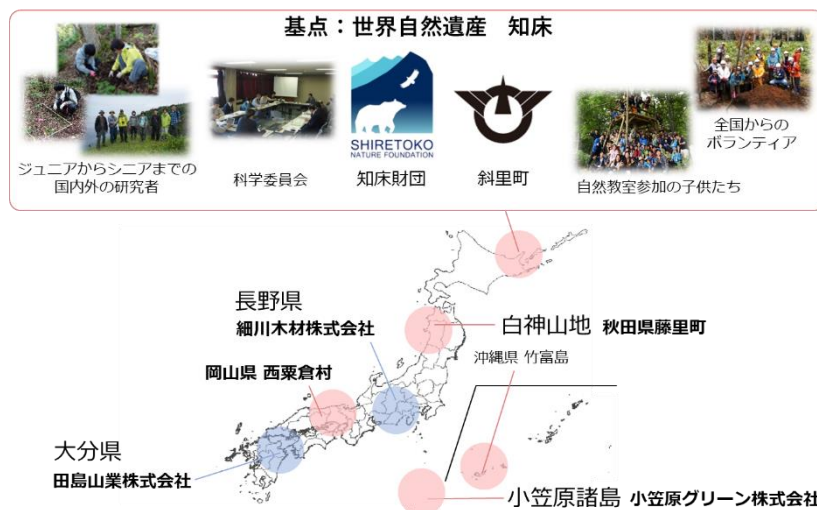 基点：世界自然遺産　知床
ジュニアからシニアまでの
国内外の研究者
科学委員会
SHIRETOKO
NATURE FOUNDATION
知床財団
斜里町
自然教室参加の子供たち
全国からの
ボランティア
長野県
細川木材株式会社
白神山地 秋田県藤里町
沖縄県 竹富島
岡山県 西粟倉村
大分県
田島山業株式会社
小笠原諸島 小笠原グリーン株式会社